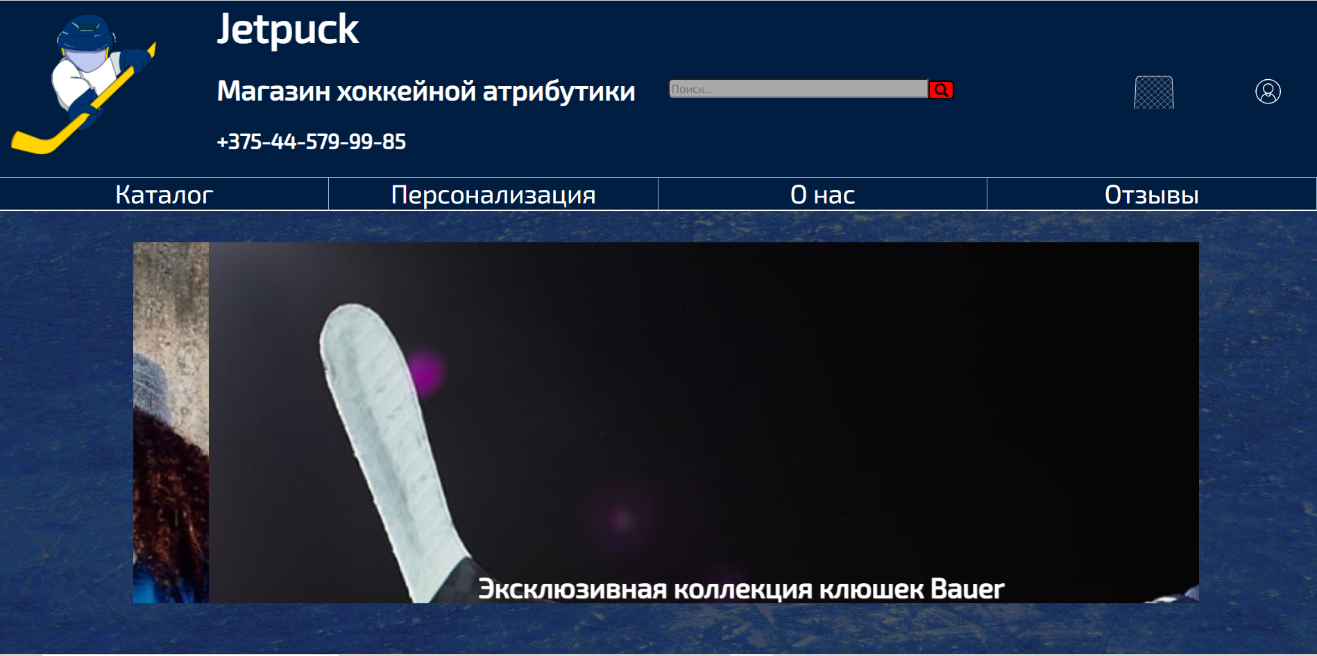 Jetpuck
Магазин хоккейной атрибутики
Поиск...
+375-44-579-99-85
Каталог
Персонализация
О нас
Отзывы
Эксклюзивная коллекция клюшек Bauer